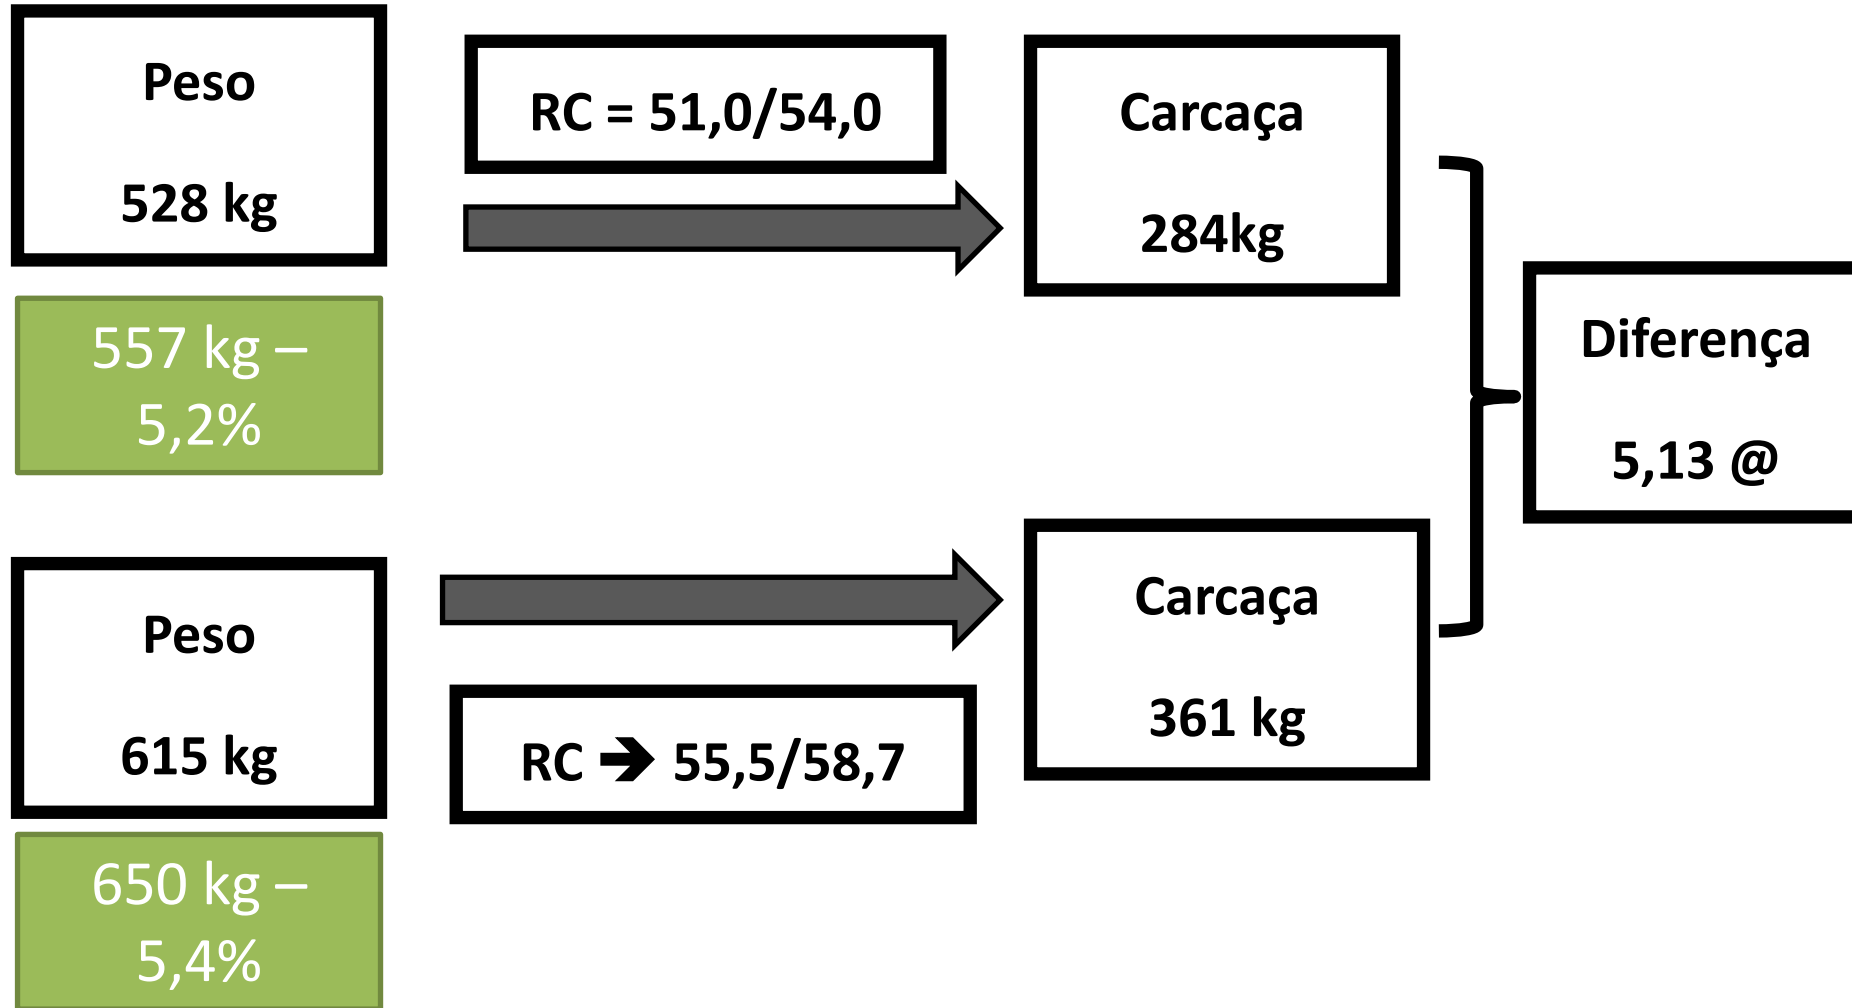 Peso
528 kg
557 kg –
5,2%
RC = 51,0/54,0
Carcaça
284kg
Peso
615 kg
650 kg –
5,4%
RC ➔ 55,5/58,7
Carcaça
361 kg
Diferença
5,13 @